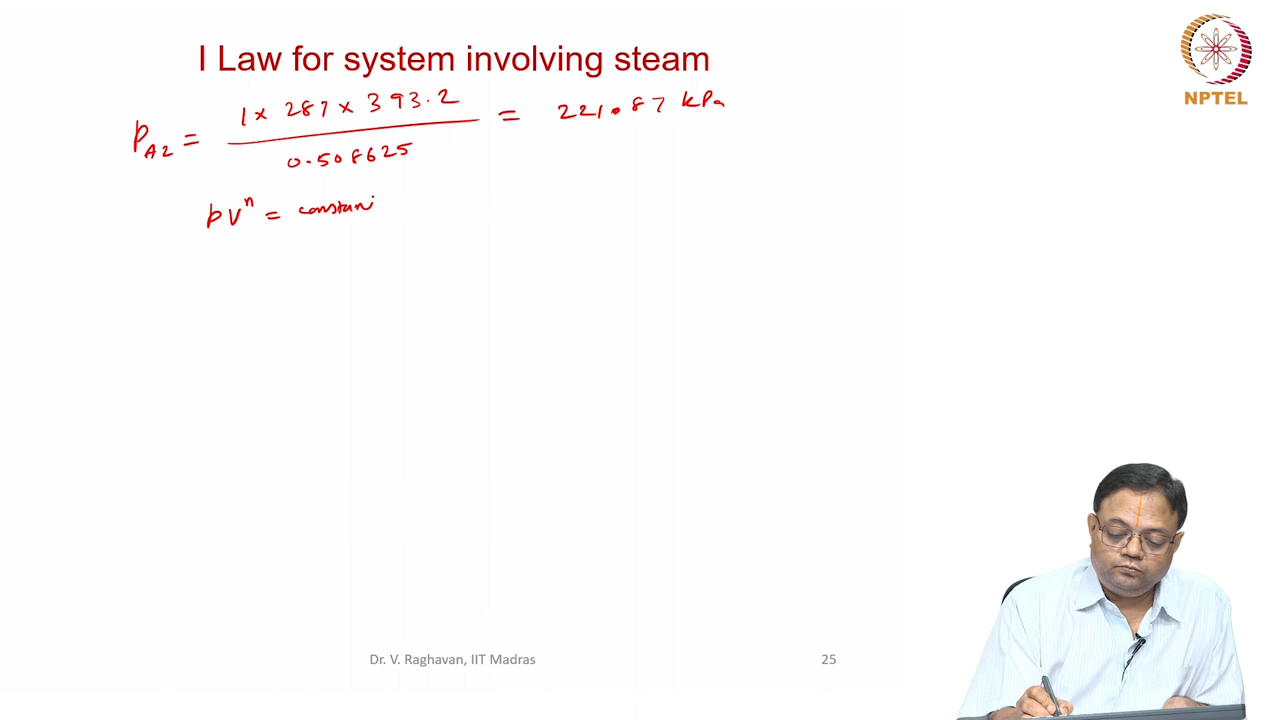 I Law for system involving steam
NPTEL
P_A2 = (1 × 287 × 393.2) / 0.508625 = 221.87 kPa
pV^n = constant
Dr. V. Raghavan, IIT Madras
25